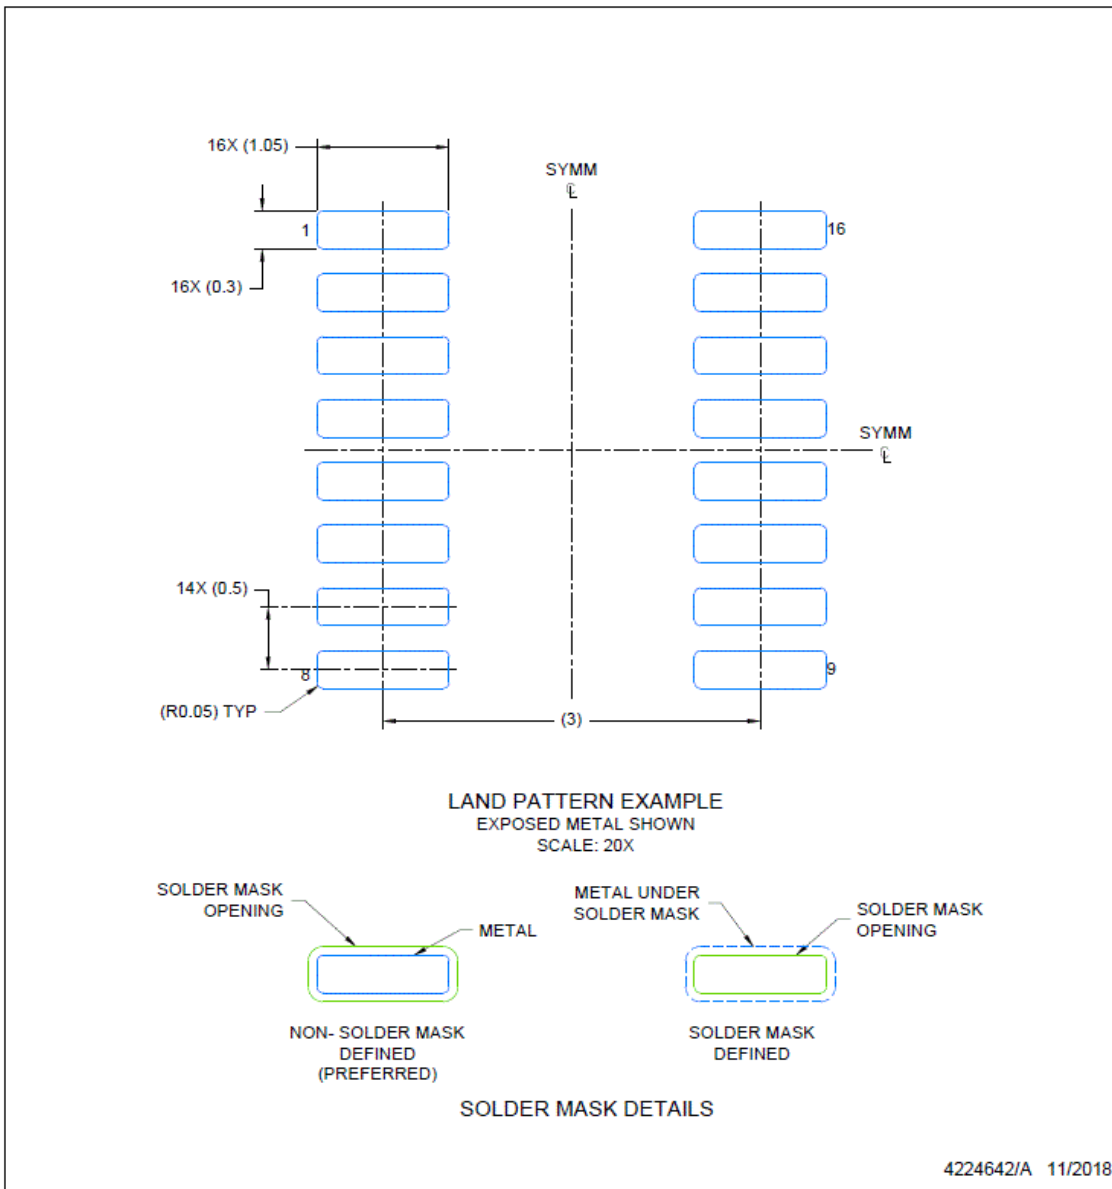 16X (1.05)
SYMM
℄
1
16
16X (0.3)
SYMM
℄
14X (0.5)
8
9
(R0.05) TYP
(3)
LAND PATTERN EXAMPLE
EXPOSED METAL SHOWN
SCALE: 20X
SOLDER MASK
OPENING
METAL
METAL UNDER
SOLDER MASK
SOLDER MASK
OPENING
NON- SOLDER MASK
DEFINED
(PREFERRED)
SOLDER MASK
DEFINED
SOLDER MASK DETAILS
4224642/A 11/2018